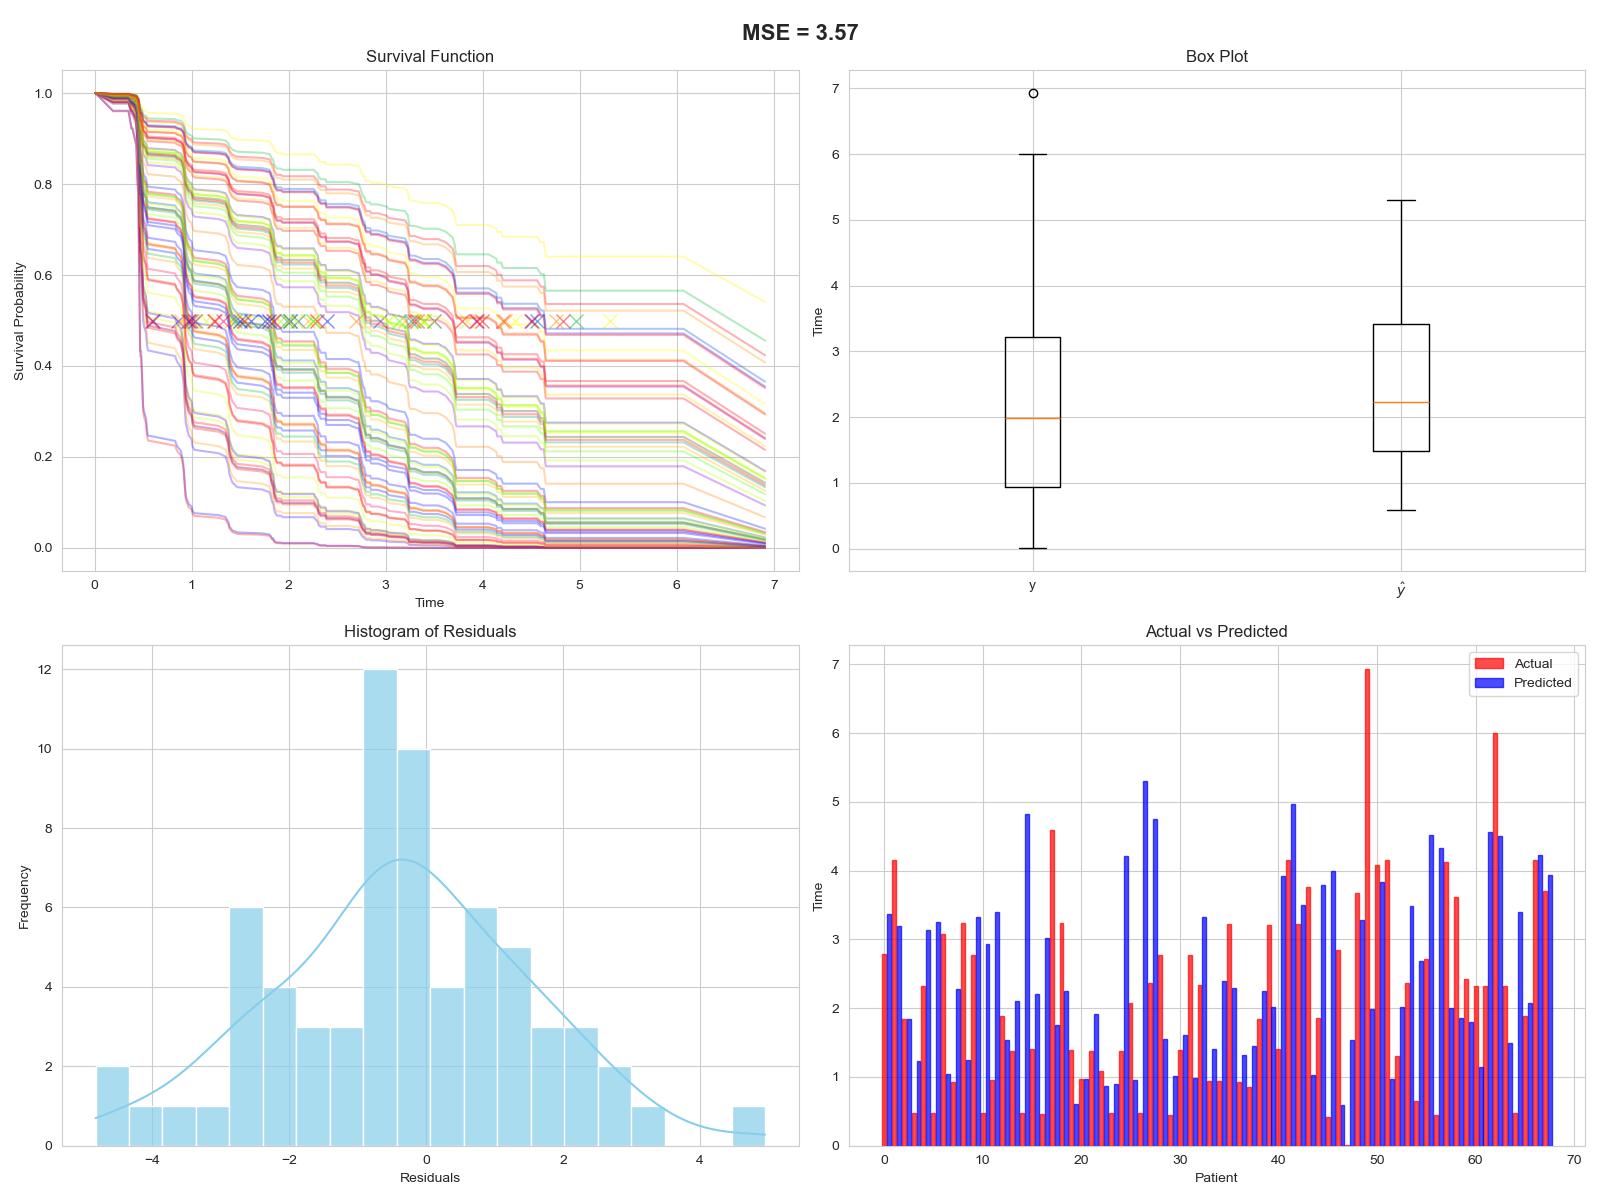 MSE = 3.57
Survival Function
Survival Probability
1.0
0.8
0.6
0.4
0.2
0.0
0 1 2 3 4 5 6 7
Time
Box Plot
Time
7
6
5
4
3
2
1
0
y ŷ
Histogram of Residuals
Frequency
12
10
8
6
4
2
0
−4 −2 0 2 4
Residuals
Actual vs Predicted
Time
7
6
5
4
3
2
1
0
Actual
Predicted
0 10 20 30 40 50 60 70
Patient